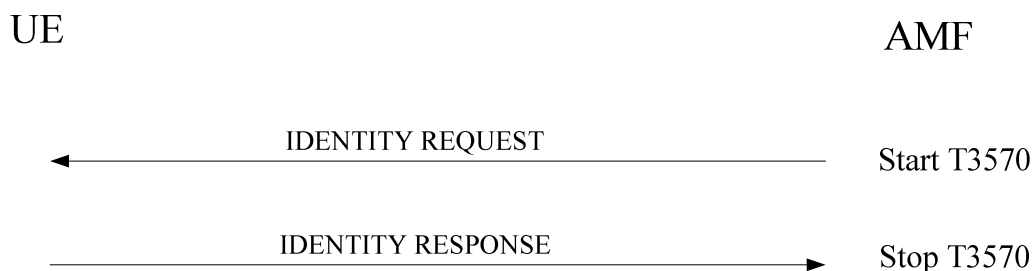 UE
AMF
IDENTITY REQUEST
Start T3570
IDENTITY RESPONSE
Stop T3570